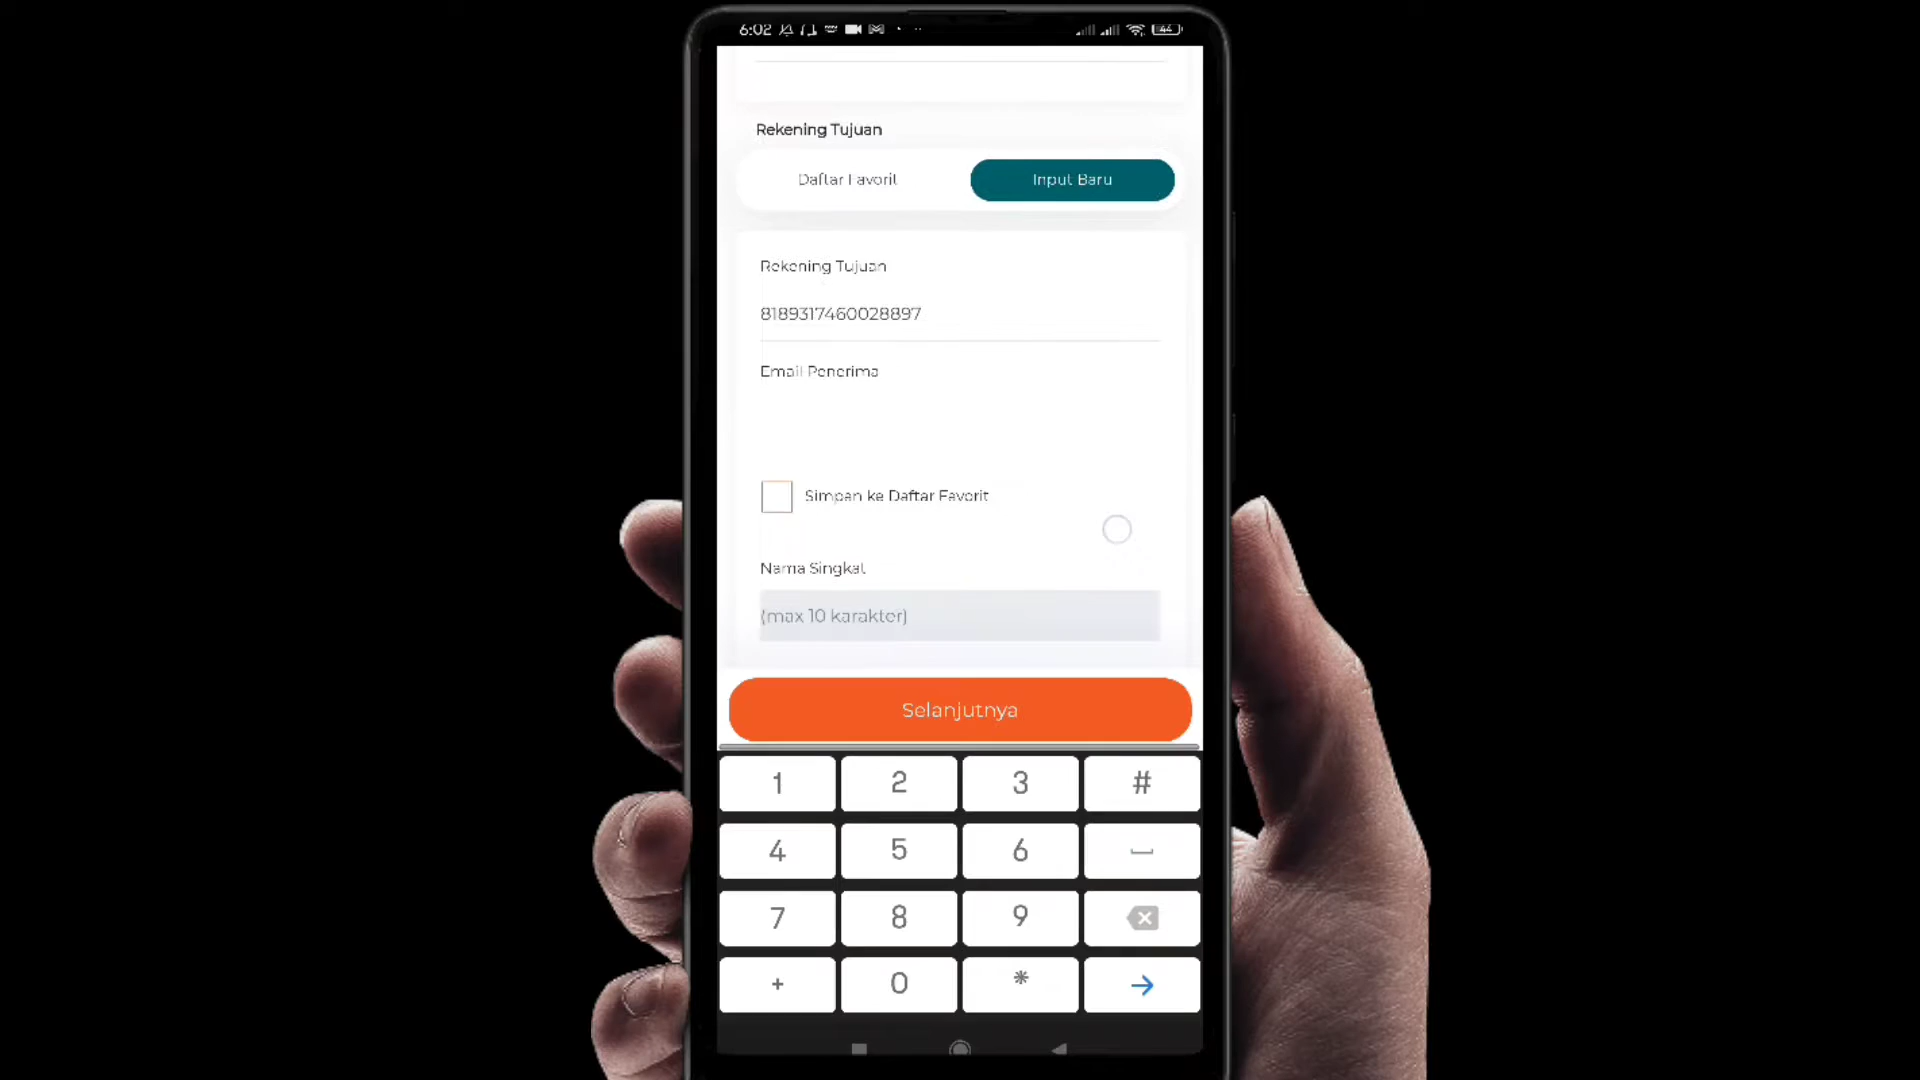 6:02
44
Rekening Tujuan
Daftar Favorit
Input Baru
Rekening Tujuan
8189317460028897
Email Penerima
Simpan ke Daftar Favorit
Nama Singkat
(max 10 karakter)
Selanjutnya
1 2 3 #
4 5 6
7 8 9
+ 0 *